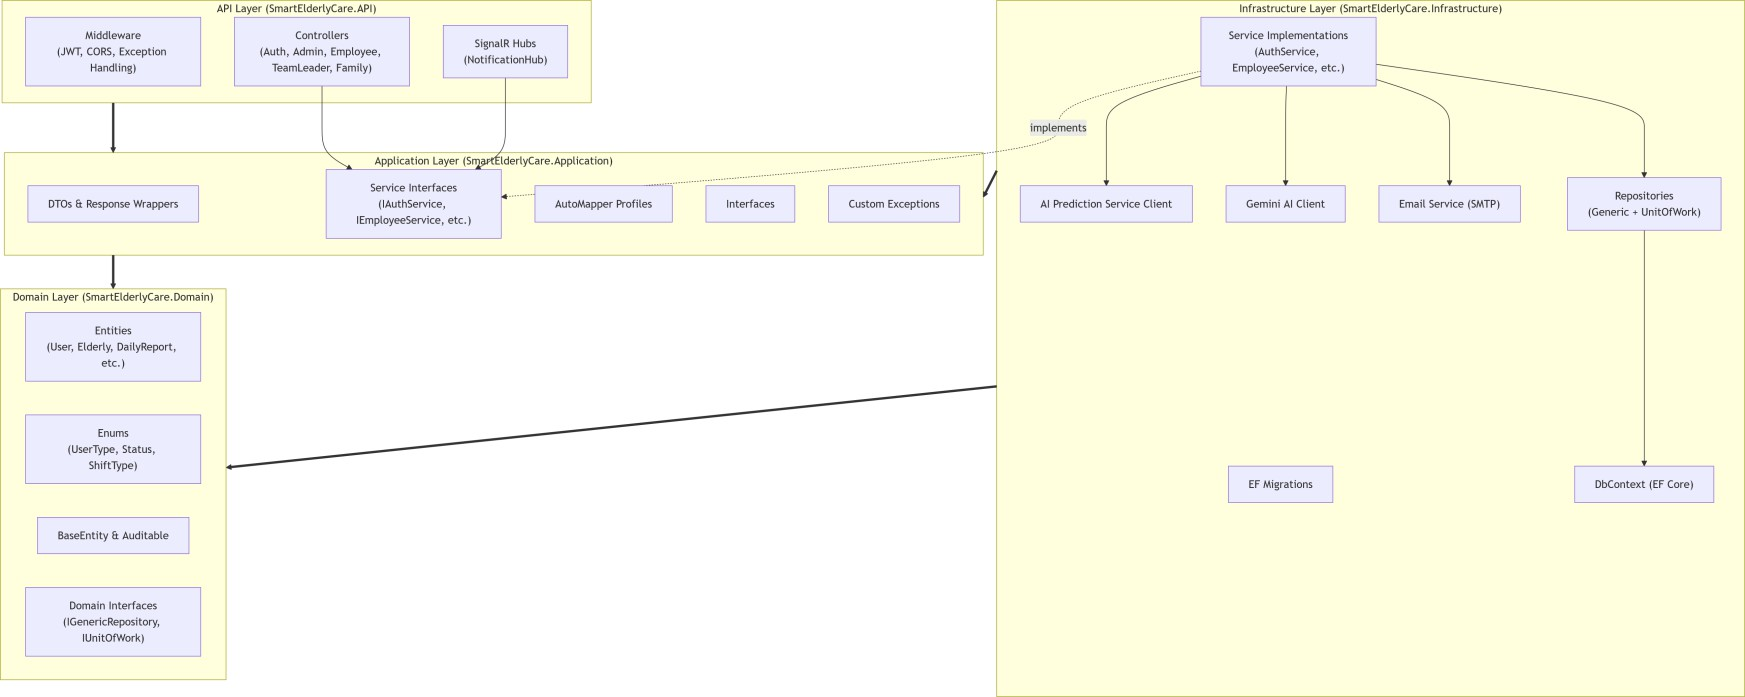 API Layer (SmartElderlyCare.API)
Middleware
(JWT, CORS, Exception
Handling)
Controllers
(Auth, Admin, Employee,
TeamLeader, Family)
SignalR Hubs
(NotificationHub)
Infrastructure Layer (SmartElderlyCare.Infrastructure)
Service Implementations
(AuthService,
EmployeeService, etc.)
implements
Application Layer (SmartElderlyCare.Application)
DTOs & Response Wrappers
Service Interfaces
(IAuthService,
IEmployeeService, etc.)
AutoMapper Profiles
Interfaces
Custom Exceptions
AI Prediction Service Client
Gemini AI Client
Email Service (SMTP)
Repositories
(Generic + UnitOfWork)
Domain Layer (SmartElderlyCare.Domain)
Entities
(User, Elderly, DailyReport,
etc.)
Enums
(UserType, Status,
ShiftType)
BaseEntity & Auditable
Domain Interfaces
(IGenericRepository,
IUnitOfWork)
EF Migrations
DbContext (EF Core)